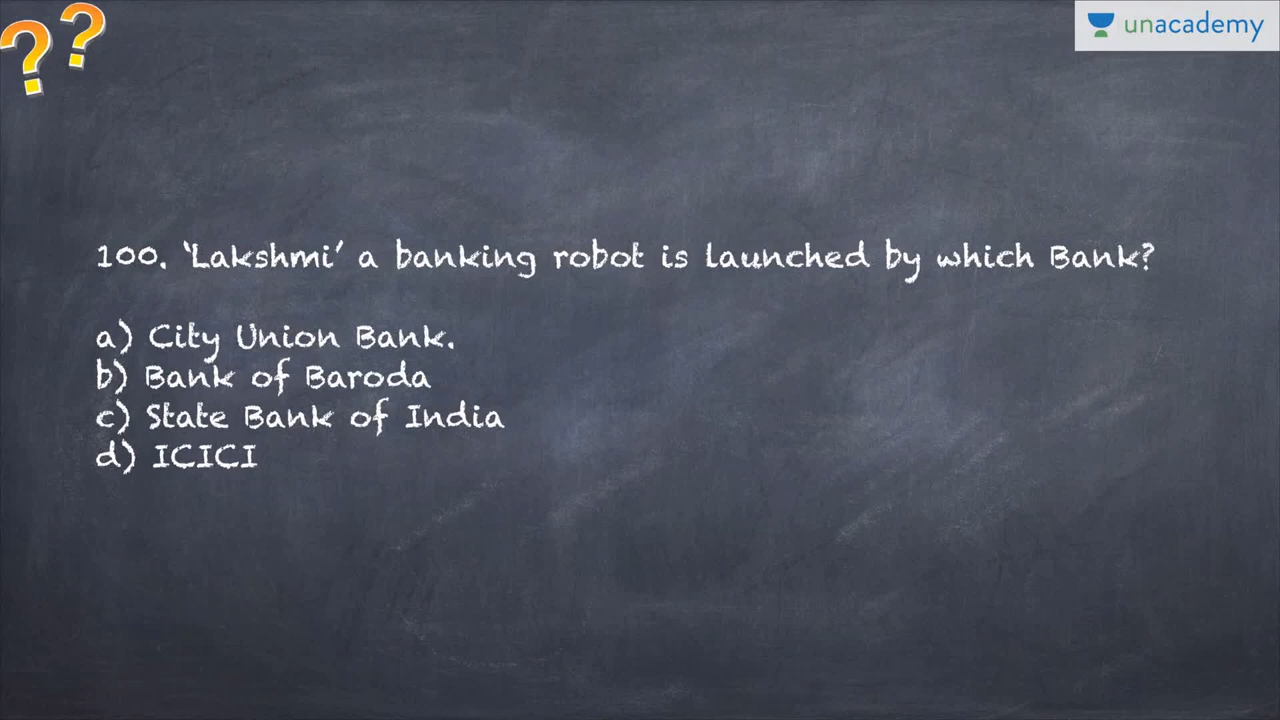 unacademy
100. ‘Lakshmi’ a banking robot is launched by which Bank?
a) City Union Bank.
b) Bank of Baroda
c) State Bank of India
d) ICICI